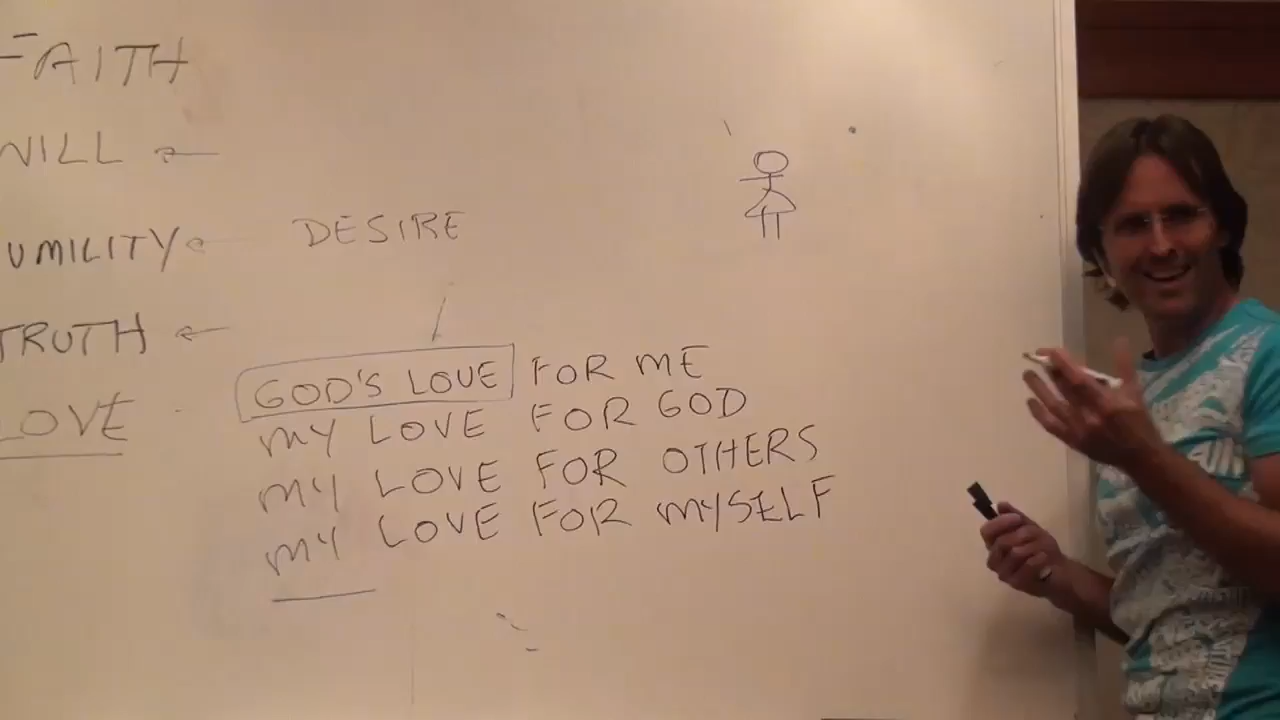 FAITH
WILL
UMILITY
DESIRE
TRUTH
LOVE
GOD'S LOVE FOR ME
MY LOVE FOR GOD
MY LOVE FOR OTHERS
MY LOVE FOR MYSELF